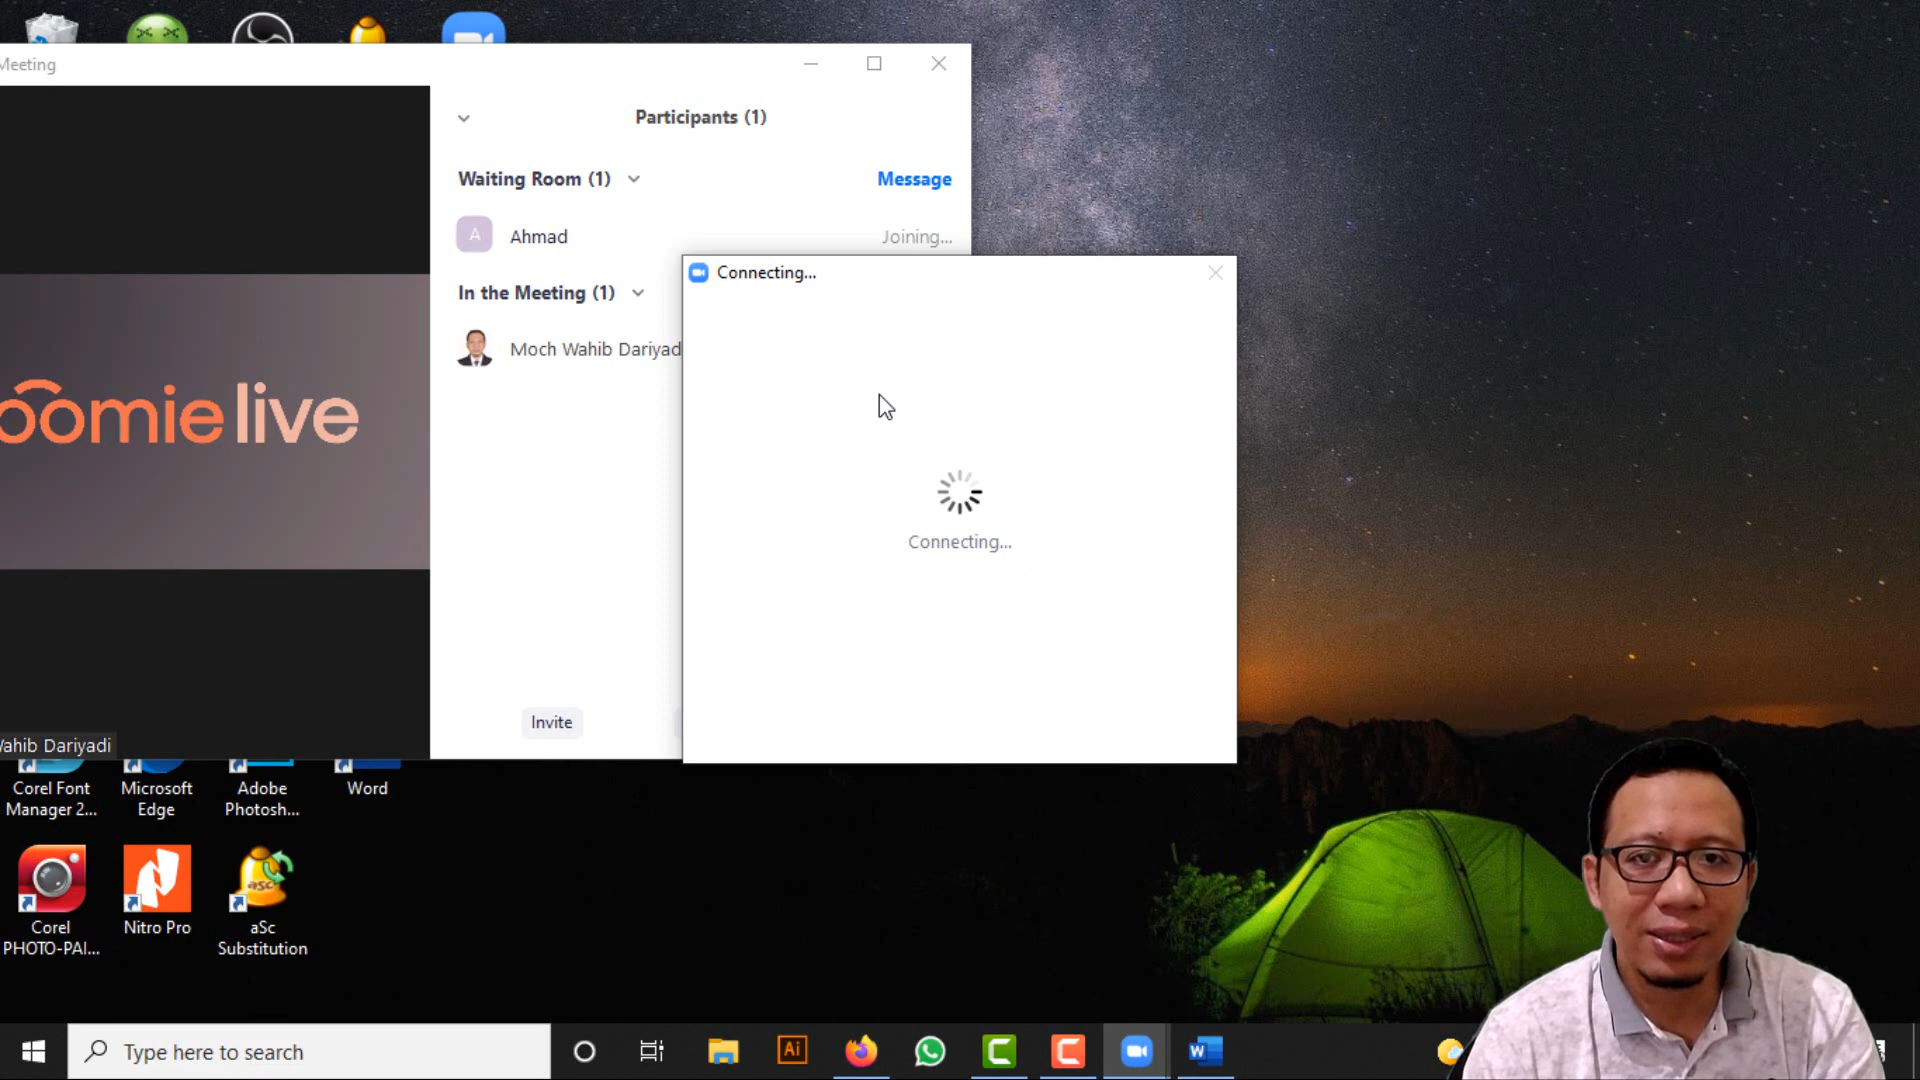 Meeting
Participants (1)
Waiting Room (1)
Message
A
Ahmad
Joining...
In the Meeting (1)
Moch Wahib Dariyad
Connecting...
Connecting...
oomie live
Invite
Wahib Dariyadi
Corel Font
Manager 2...
Microsoft
Edge
Adobe
Photosh...
Word
Corel
PHOTO-PAI...
Nitro Pro
asc
aSc
Substitution
Type here to search
Ai
W